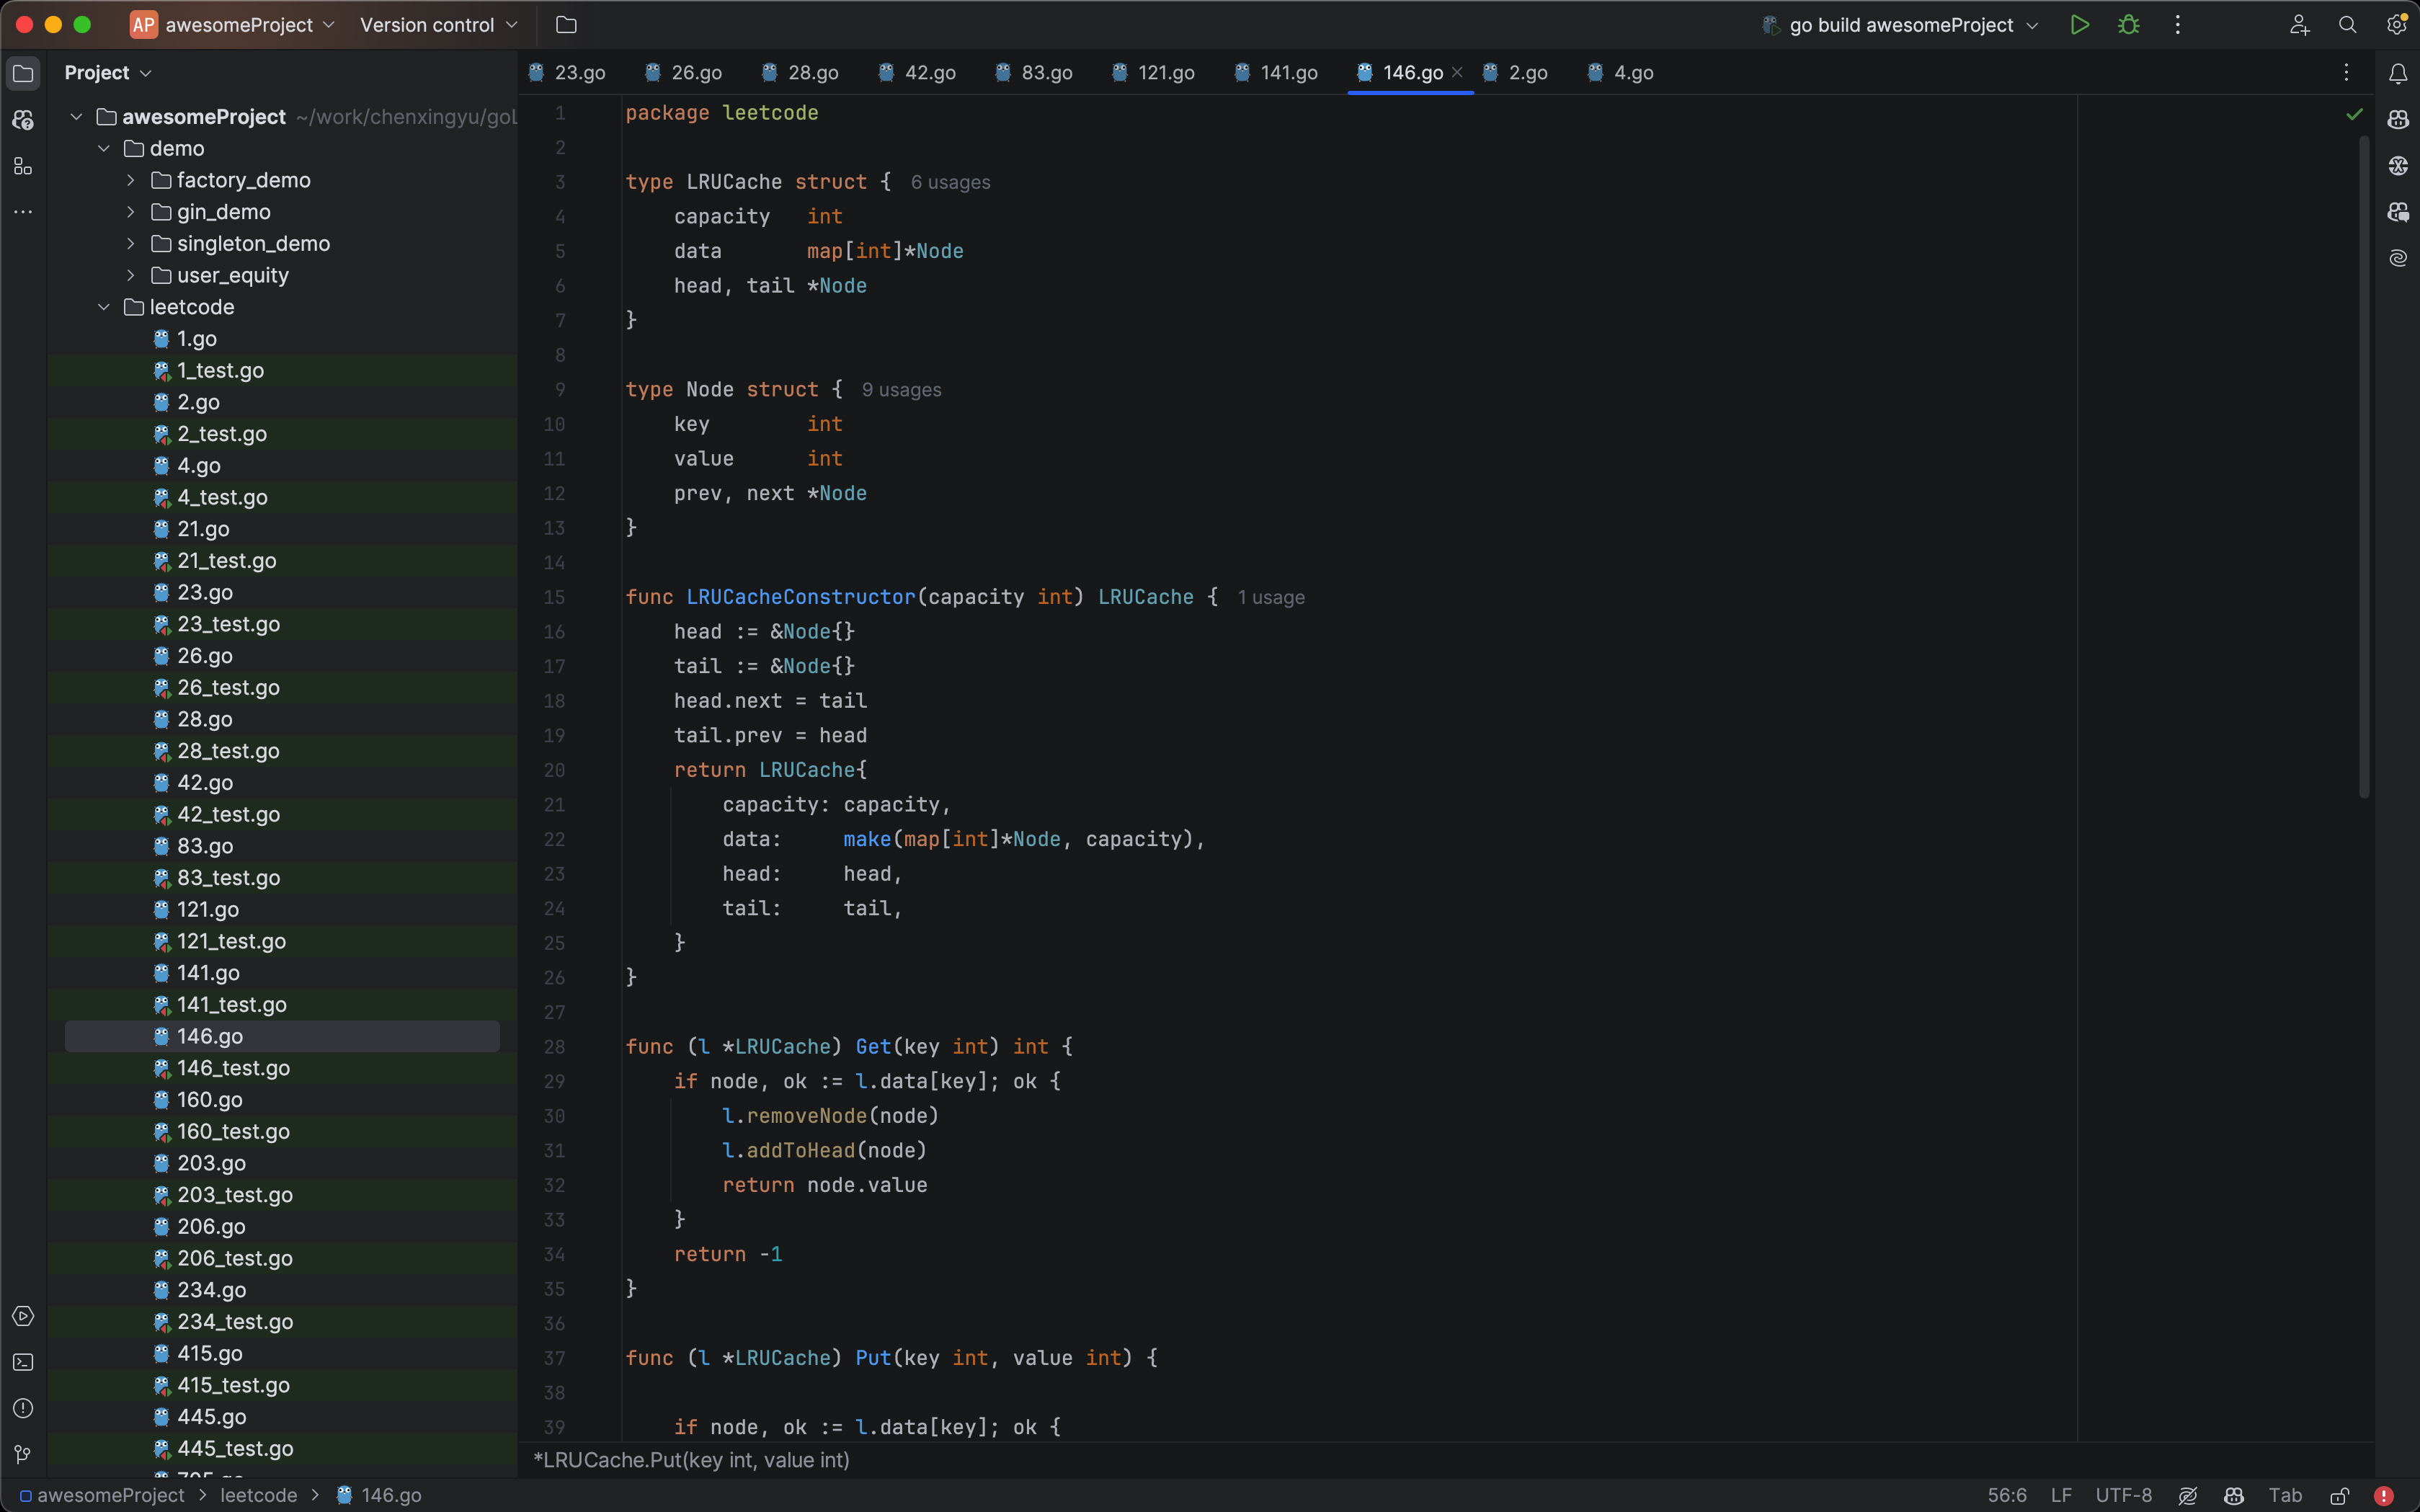 AP awesomeProject Version control go build awesomeProject
Project
23.go 26.go 28.go 42.go 83.go 121.go 141.go 146.go 2.go 4.go
awesomeProject ~/work/chenxingyu/goL
demo
factory_demo
gin_demo
singleton_demo
user_equity
leetcode
1.go
1_test.go
2.go
2_test.go
4.go
4_test.go
21.go
21_test.go
23.go
23_test.go
26.go
26_test.go
28.go
28_test.go
42.go
42_test.go
83.go
83_test.go
121.go
121_test.go
141.go
141_test.go
146.go
146_test.go
160.go
160_test.go
203.go
203_test.go
206.go
206_test.go
234.go
234_test.go
415.go
415_test.go
445.go
445_test.go
1 package leetcode
2
3 type LRUCache struct { 6 usages
4 capacity int
5 data map[int]*Node
6 head, tail *Node
7 }
8
9 type Node struct { 9 usages
10 key int
11 value int
12 prev, next *Node
13 }
14
15 func LRUCacheConstructor(capacity int) LRUCache { 1 usage
16 head := &Node{}
17 tail := &Node{}
18 head.next = tail
19 tail.prev = head
20 return LRUCache{
21 capacity: capacity,
22 data: make(map[int]*Node, capacity),
23 head: head,
24 tail: tail,
25 }
26 }
27
28 func (l *LRUCache) Get(key int) int {
29 if node, ok := l.data[key]; ok {
30 l.removeNode(node)
31 l.addToHead(node)
32 return node.value
33 }
34 return -1
35 }
36
37 func (l *LRUCache) Put(key int, value int) {
38
39 if node, ok := l.data[key]; ok {
*LRUCache.Put(key int, value int)
awesomeProject > leetcode > 146.go 56:6 LF UTF-8 Tab